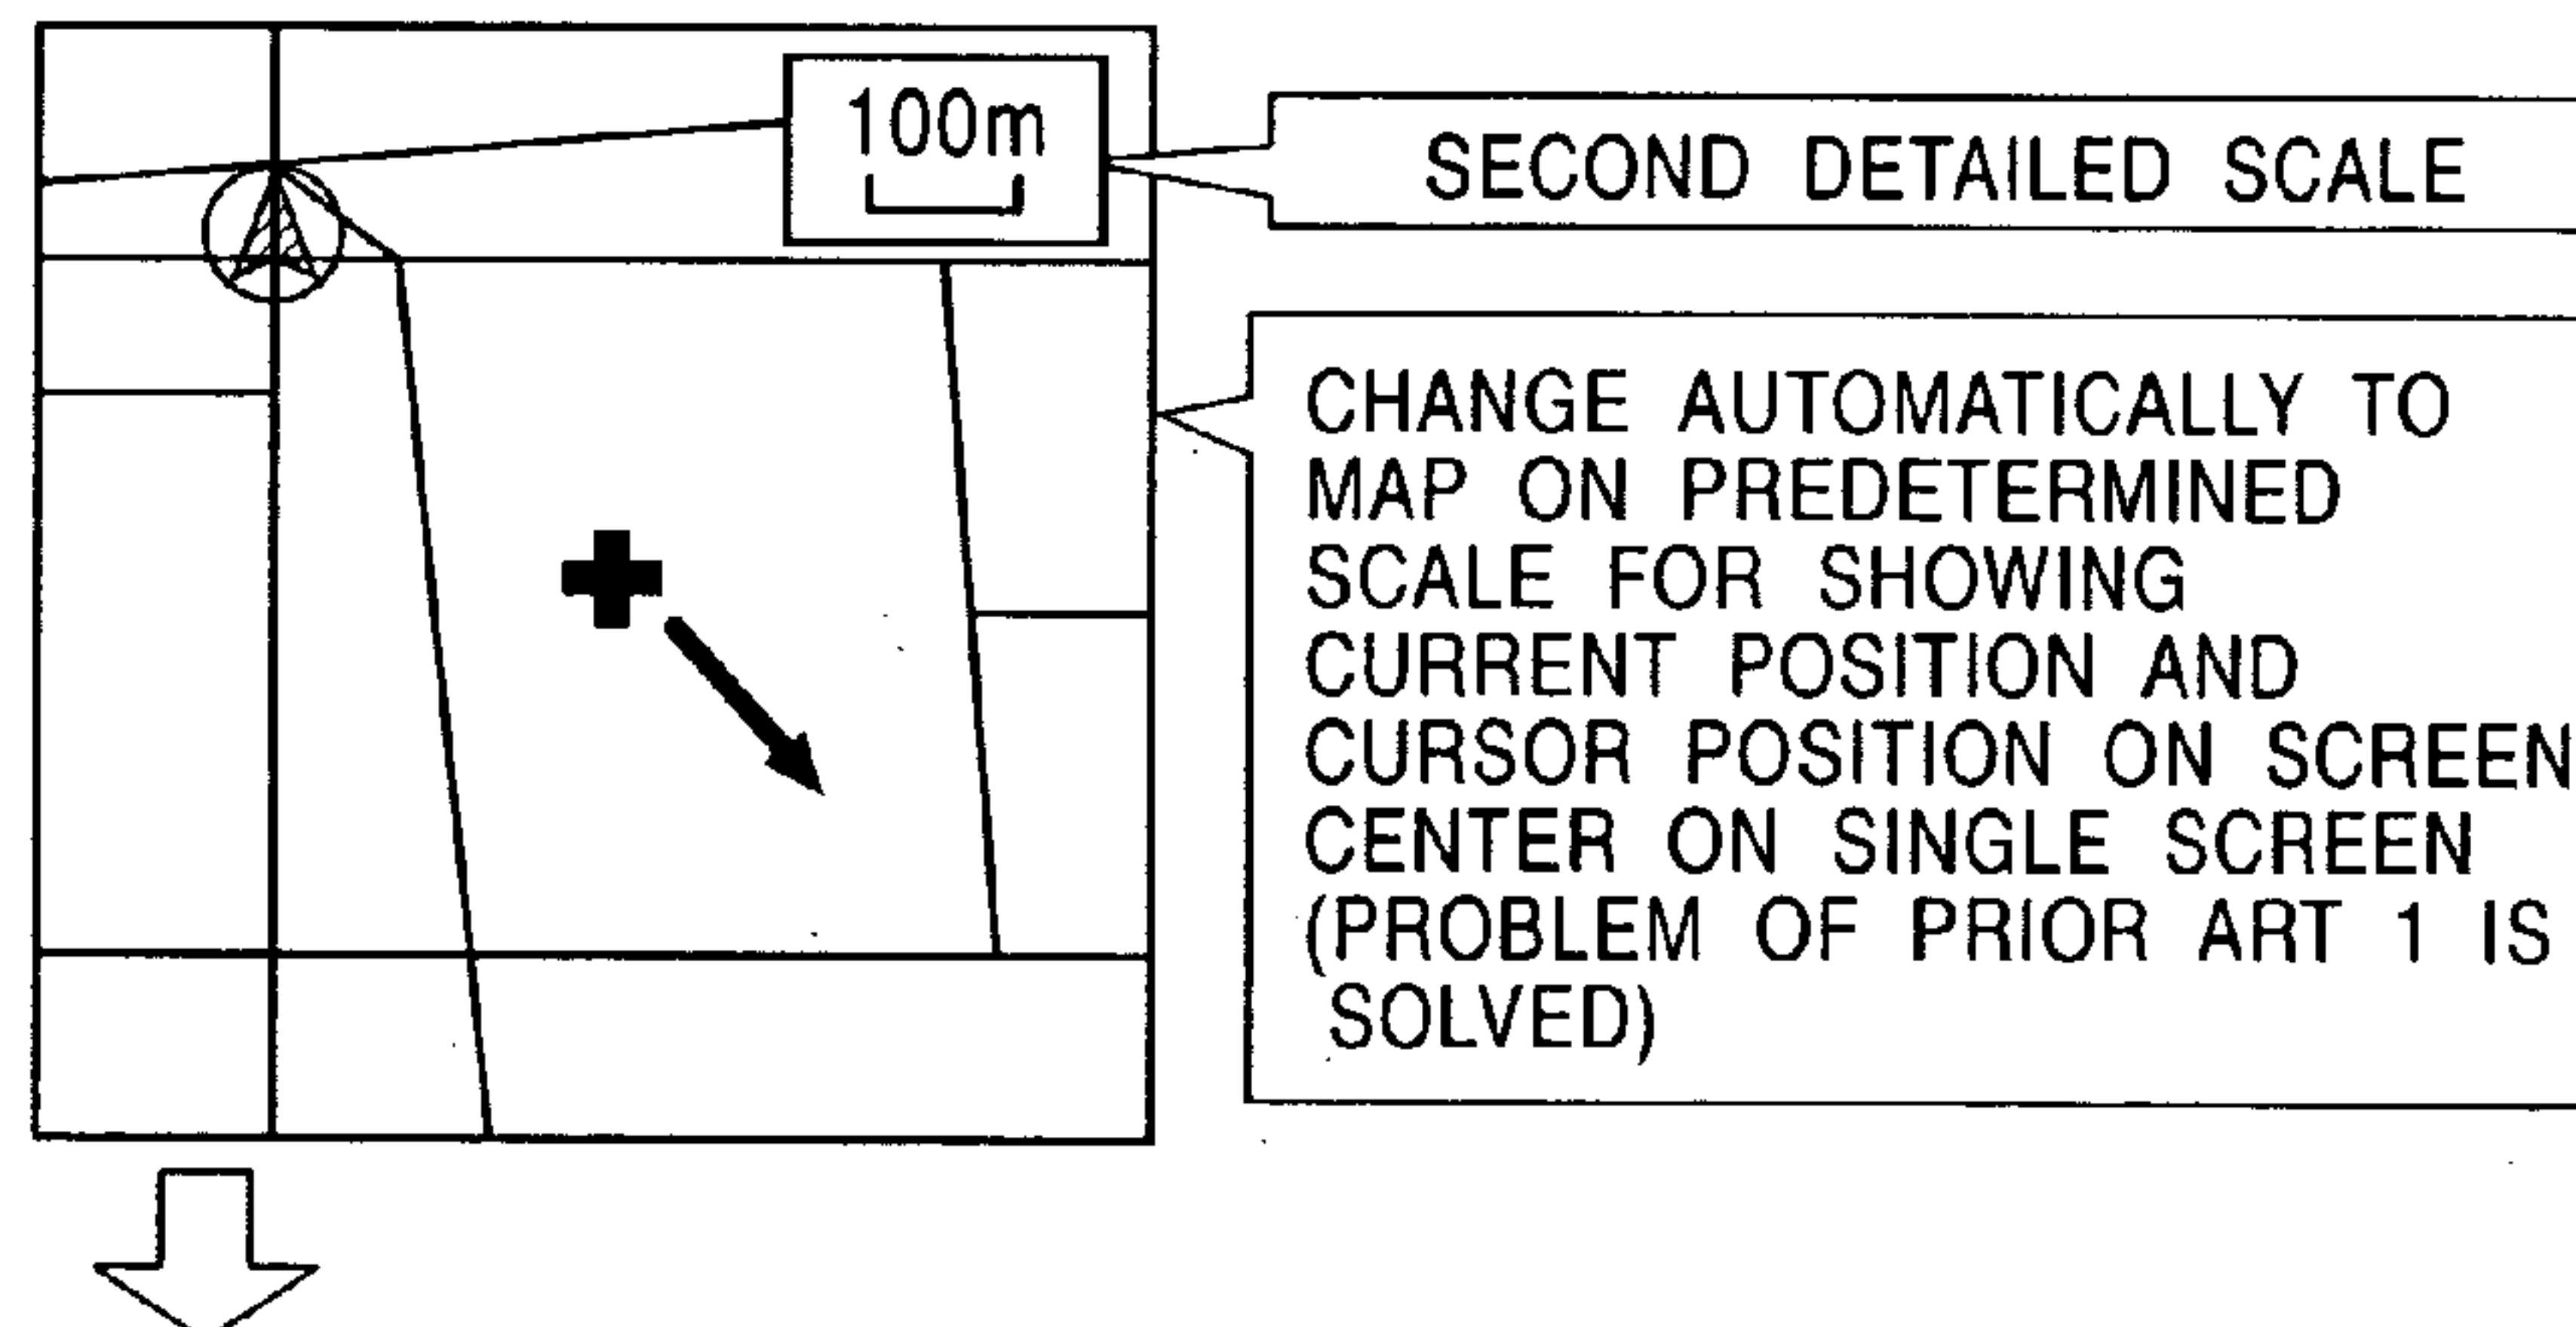 100m
SECOND DETAILED SCALE
CHANGE AUTOMATICALLY TO
MAP ON PREDETERMINED
SCALE FOR SHOWING
CURRENT POSITION AND
CURSOR POSITION ON SCREEN
CENTER ON SINGLE SCREEN
(PROBLEM OF PRIOR ART 1 IS
SOLVED)